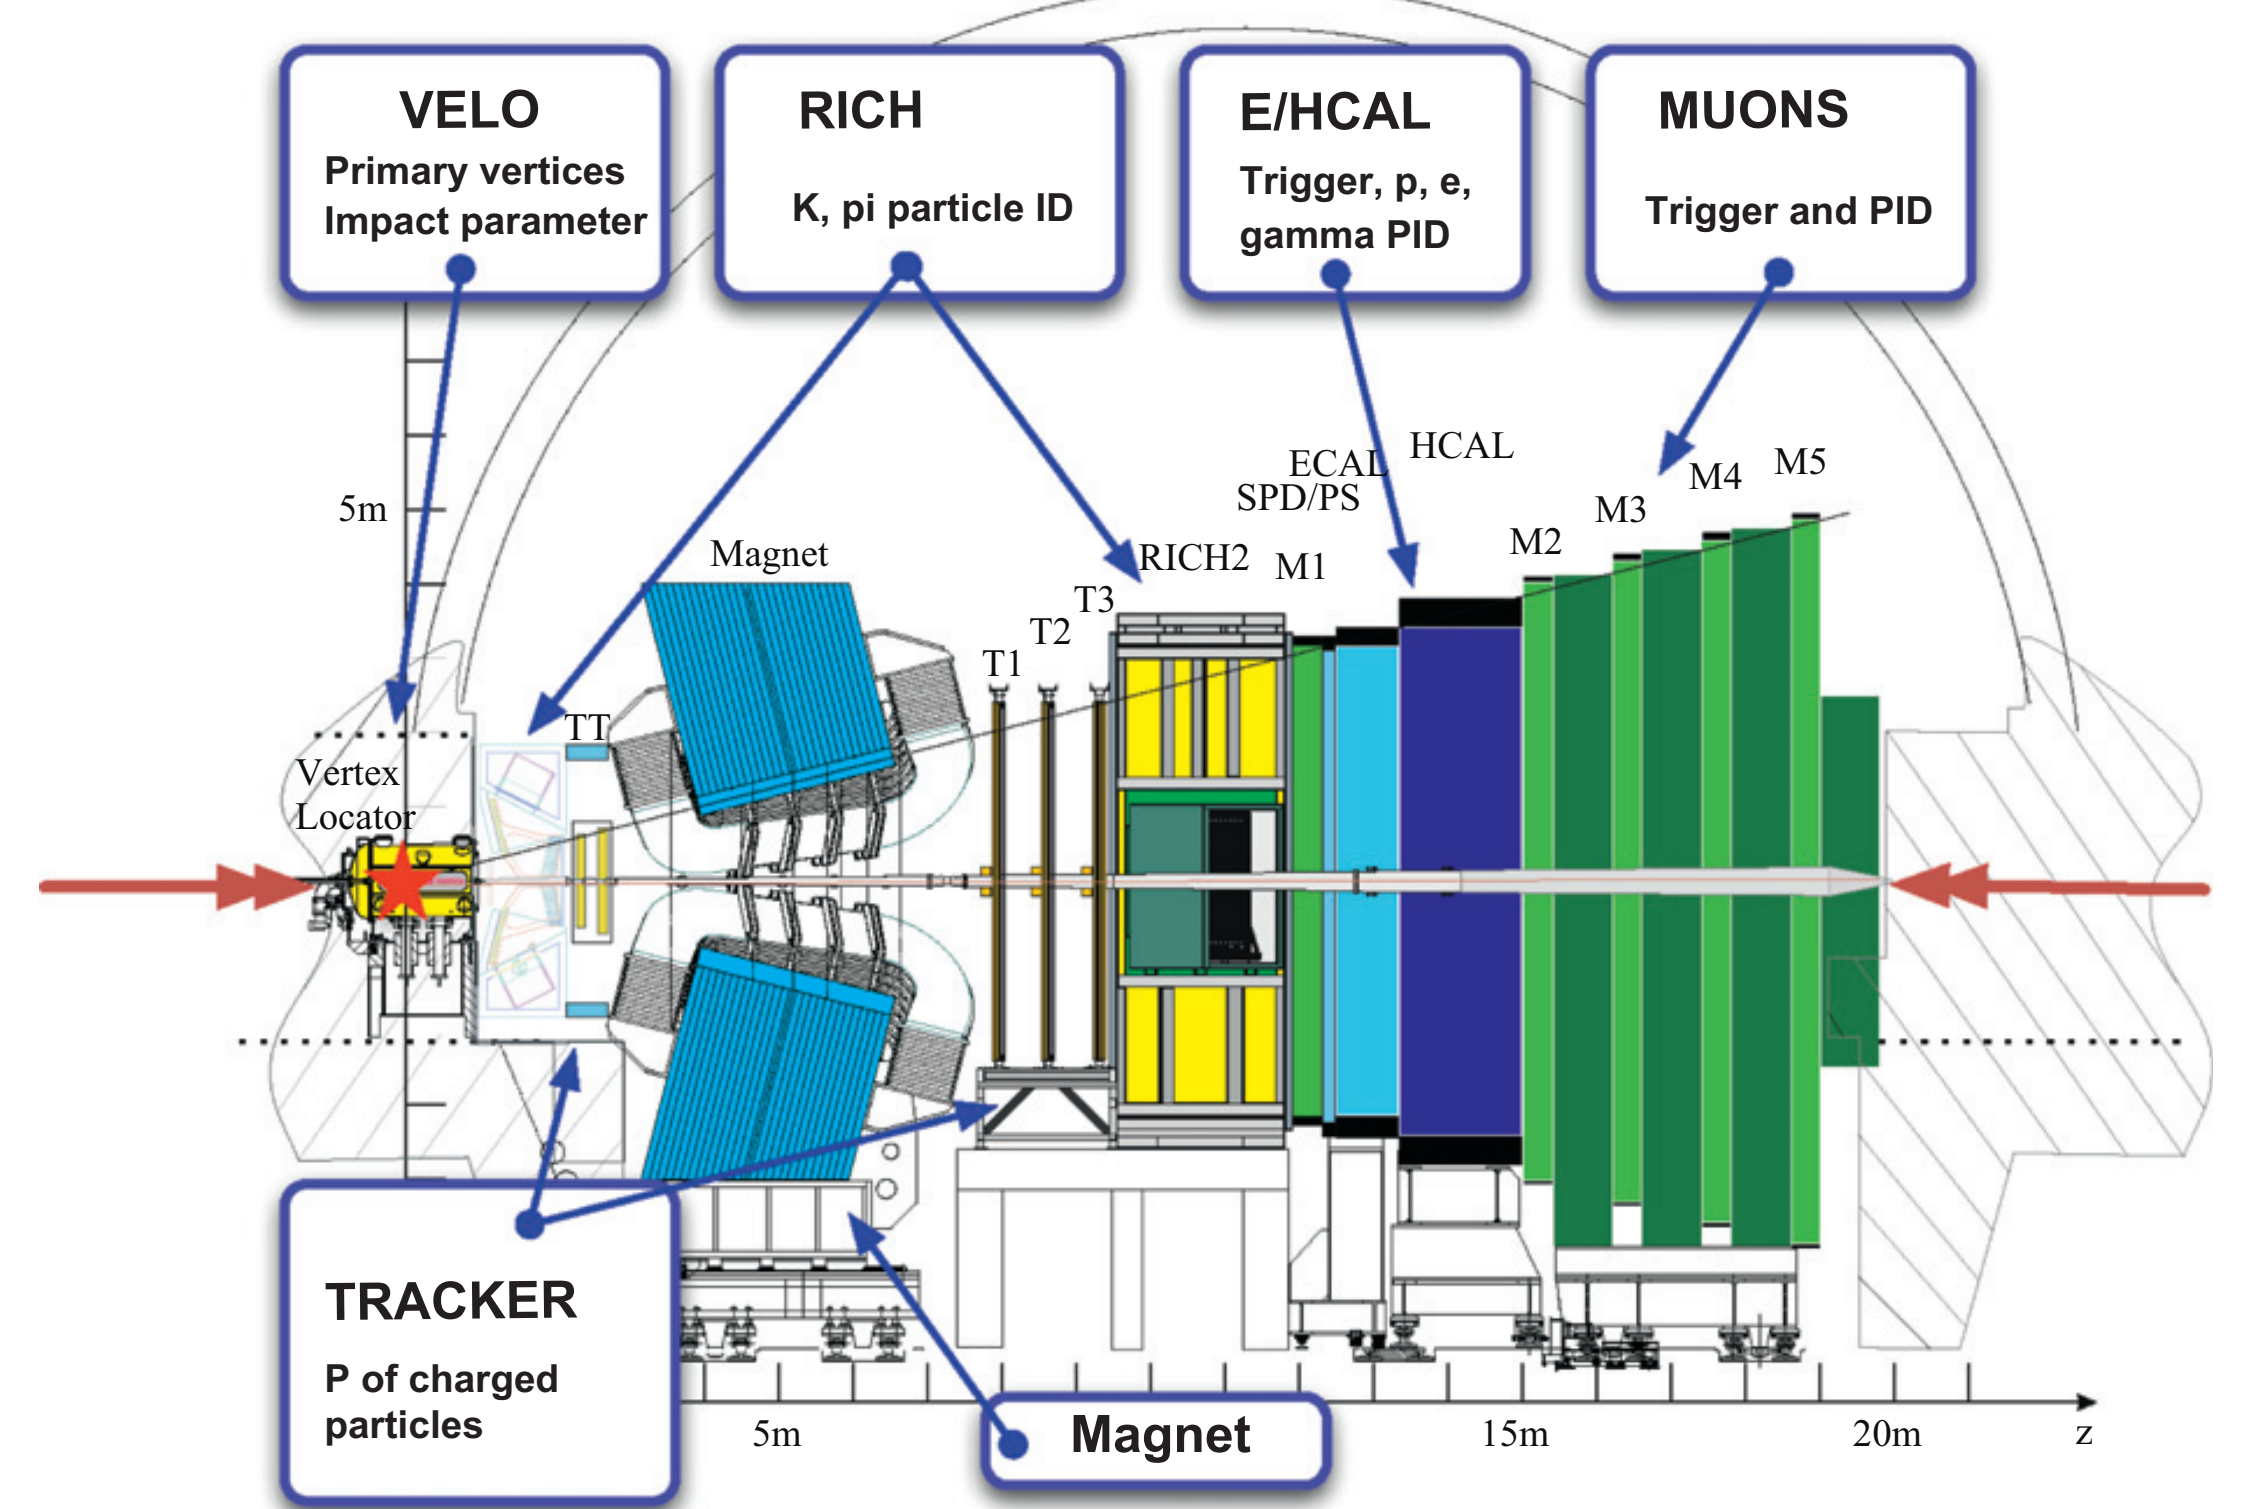 VELO
Primary vertices
Impact parameter
RICH
K, pi particle ID
E/HCAL
Trigger, p, e,
gamma PID
MUONS
Trigger and PID
5m
Magnet
TT
Vertex
Locator
T1
T2
T3
RICH2
M1
SPD/PS
ECAL
HCAL
M2
M3
M4
M5
TRACKER
P of charged
particles
Magnet
5m
15m
20m
z